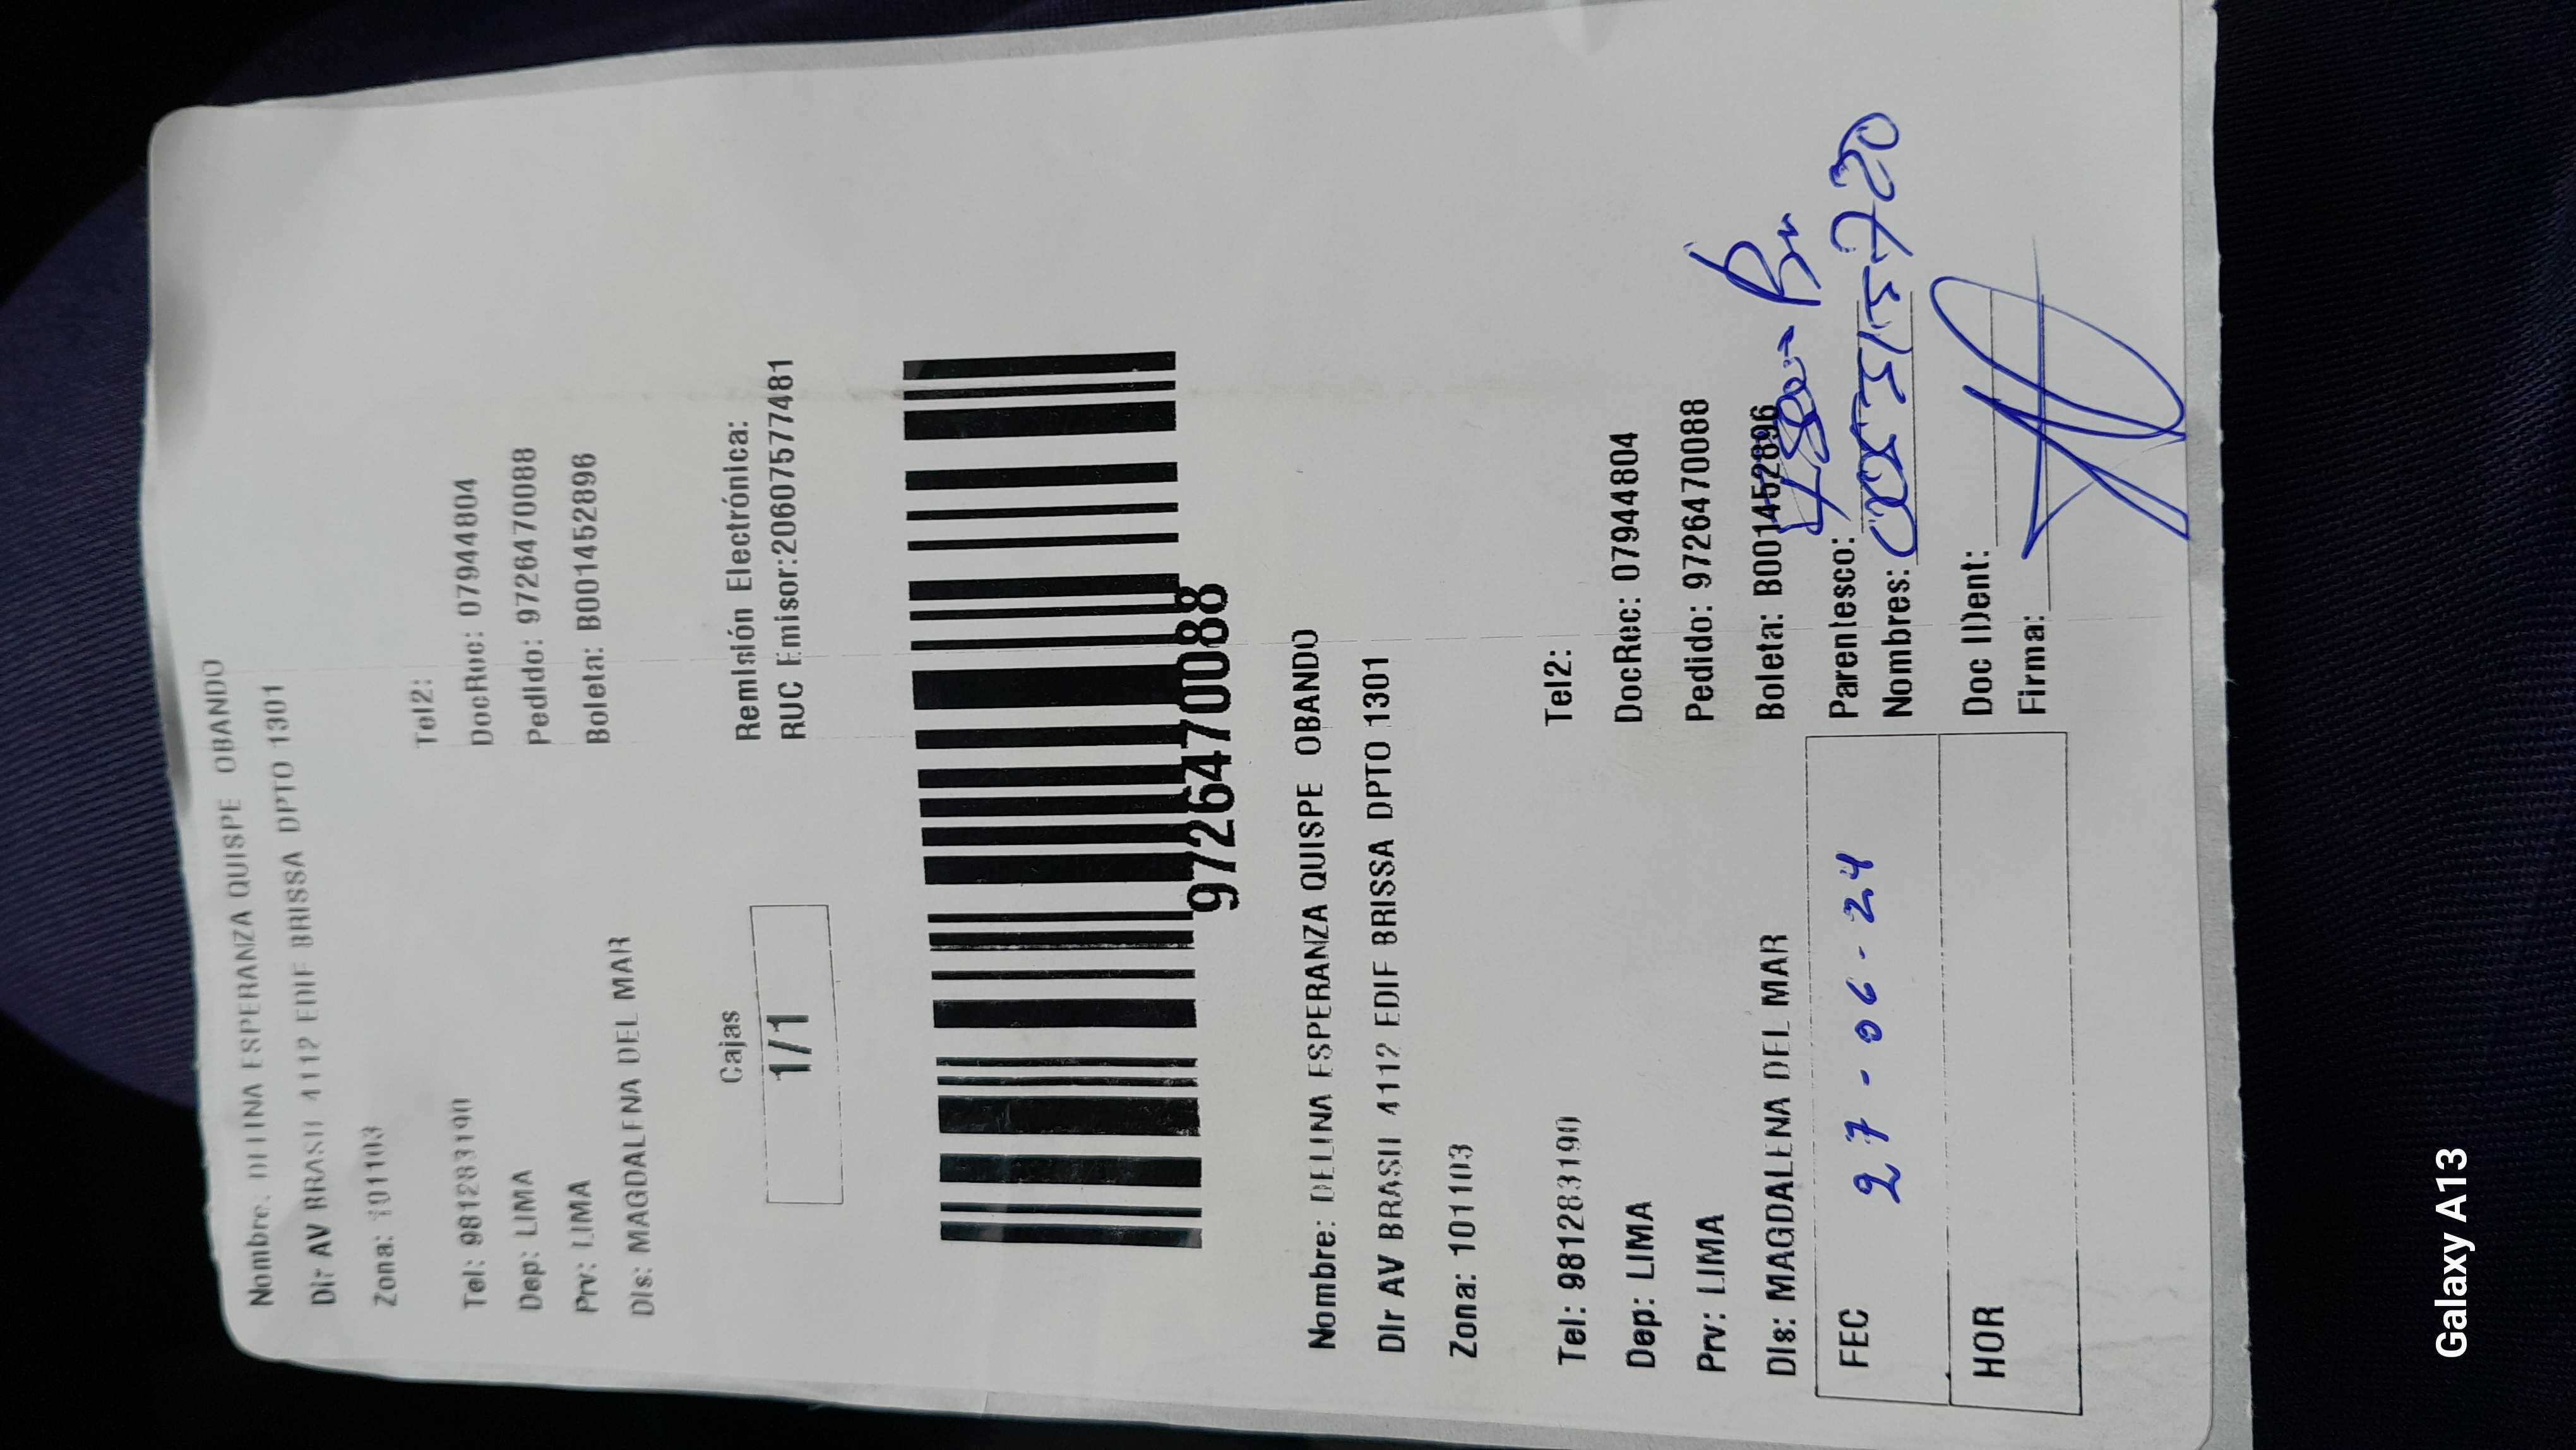 Nombre: DELINA ESPERANZA QUISPE OBANDO
Dir AV BRASIL 4112 EDIF BRISSA DPTO 1301
Zona: 101103
Tel: 981283190
Tel2:
Dep: LIMA
DocRec: 07944804
Prv: LIMA
Pedido: 9726470088
Dis: MAGDALENA DEL MAR
Boleta: B001452896
Cajas
1/1
Remisión Electrónica:
RUC Emisor:20607577481
9726470088
Nombre: DELINA ESPERANZA QUISPE OBANDO
Dir AV BRASIL 4112 EDIF BRISSA DPTO 1301
Zona: 101103
Tel: 981283190
Tel2:
Dep: LIMA
DocRec: 07944804
Prv: LIMA
Pedido: 9726470088
Dis: MAGDALENA DEL MAR
Boleta: B001452896
FEC 27-06-24
Parentesco:
Nombres:
HOR
Doc IDent:
Firma:
Galaxy A13